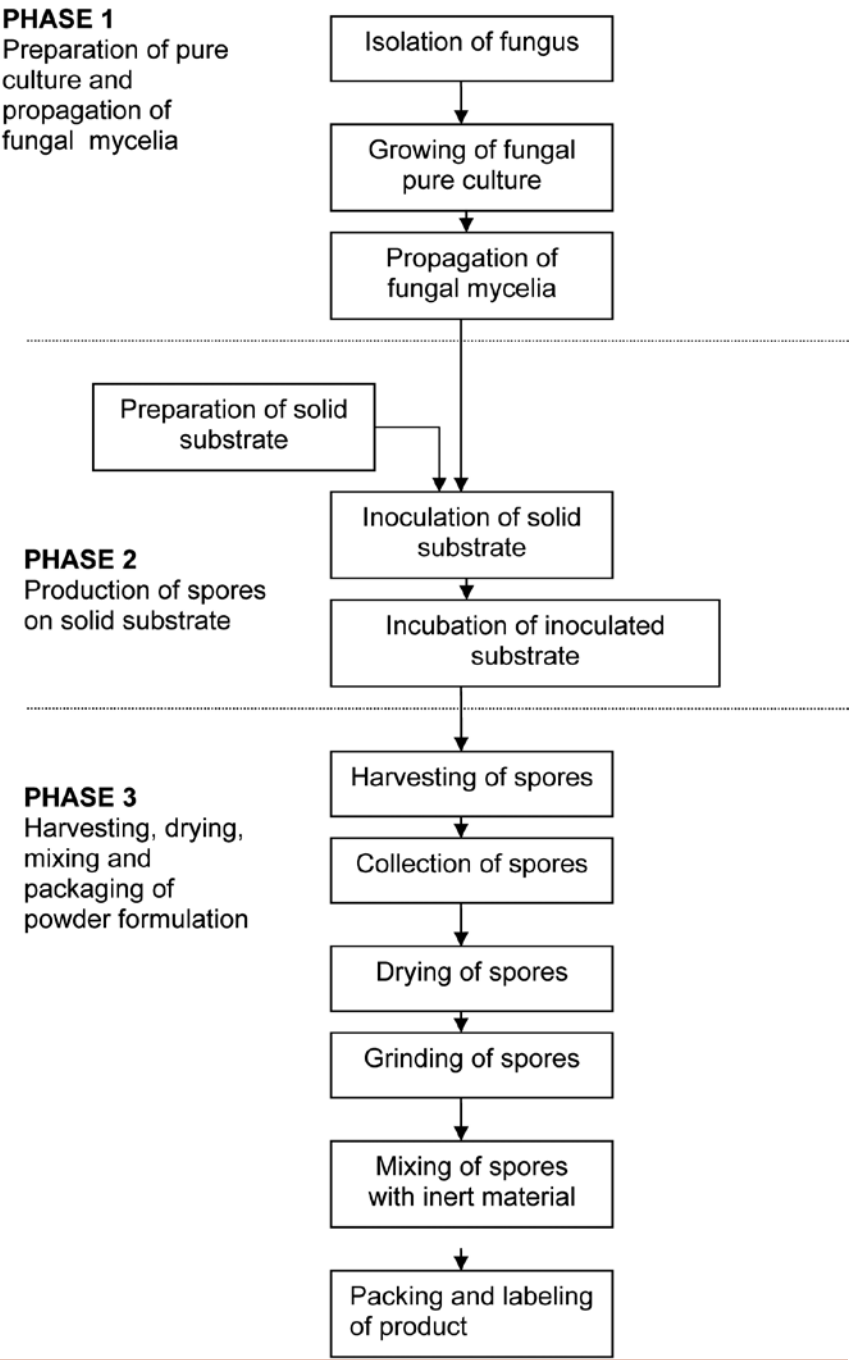 PHASE 1
Preparation of pure
culture and
propagation of
fungal mycelia
Isolation of fungus
Growing of fungal
pure culture
Propagation of
fungal mycelia
Preparation of solid
substrate
Inoculation of solid
substrate
PHASE 2
Production of spores
on solid substrate
Incubation of inoculated
substrate
PHASE 3
Harvesting, drying,
mixing and
packaging of
powder formulation
Harvesting of spores
Collection of spores
Drying of spores
Grinding of spores
Mixing of spores
with inert material
Packing and labeling
of product